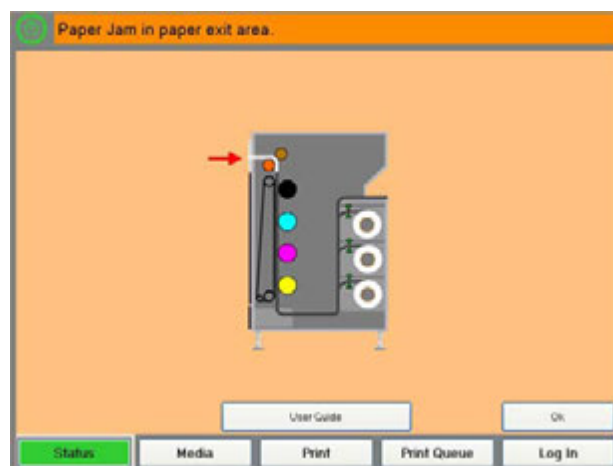 Paper Jam in paper exit area.
User Guide
Ok
Status
Media
Print
Print Queue
Log In